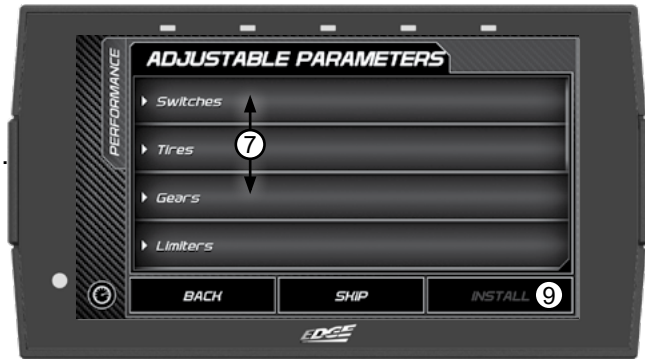 PERFORMANCE
ADJUSTABLE PARAMETERS
Switches
7
Tires
Gears
Limiters
BACK
SKIP
INSTALL 9
EDGE